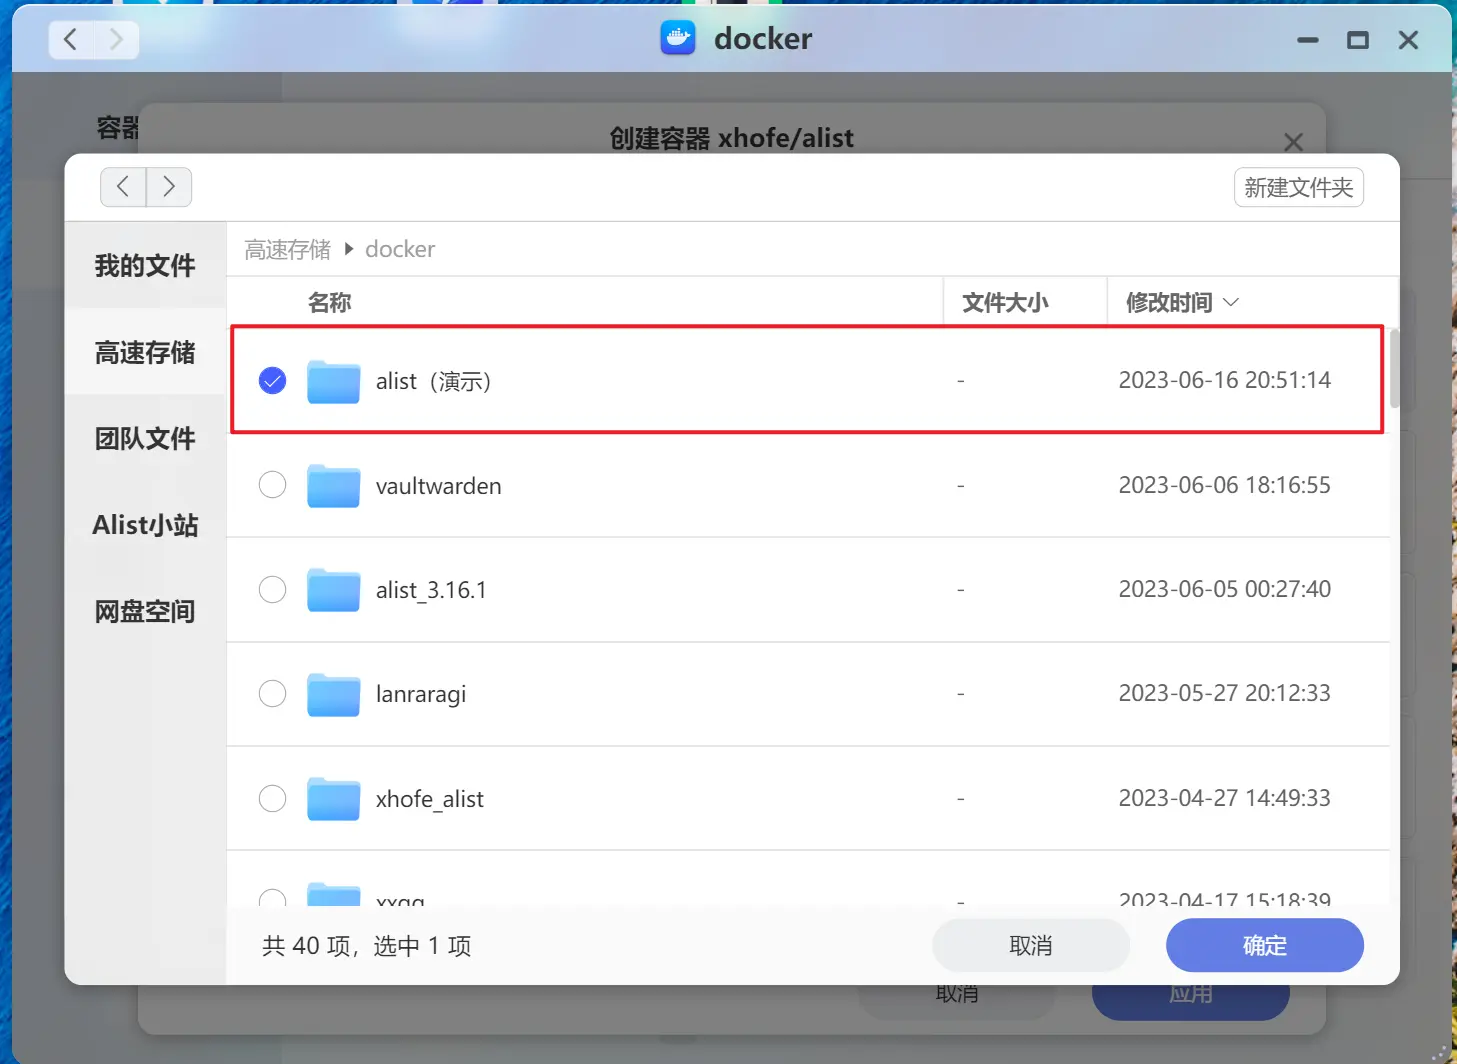 docker
容器
创建容器 xhofe/alist
新建文件夹
我的文件
高速存储
团队文件
Alist小站
网盘空间
高速存储 docker
名称 文件大小 修改时间
alist（演示） - 2023-06-16 20:51:14
vaultwarden - 2023-06-06 18:16:55
alist_3.16.1 - 2023-06-05 00:27:40
lanraragi - 2023-05-27 20:12:33
xhofe_alist - 2023-04-27 14:49:33
- 2023-04-17 15:18:39
共 40 项，选中 1 项 取消 确定
取消 应用